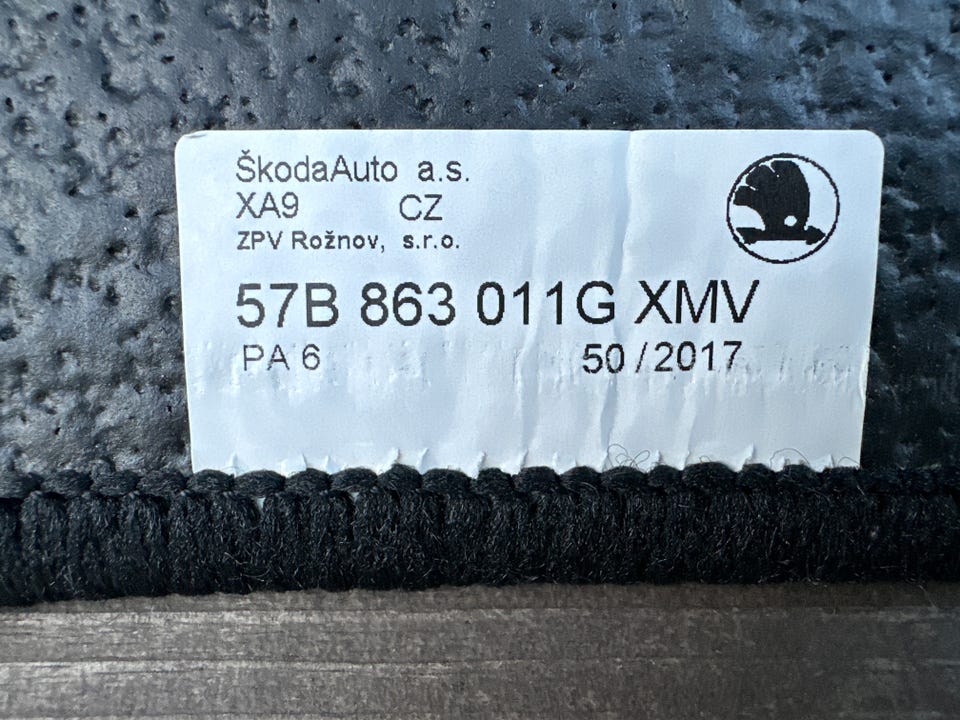 ŠkodaAuto a.s.
XA9 CZ
ZPV Rožnov, s.r.o.
57B 863 011G XMV
PA 6 50/2017